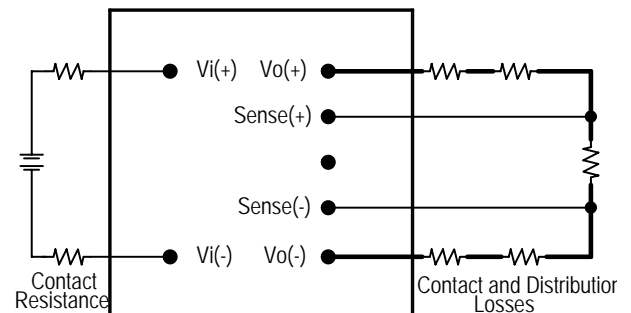 Vi(+) Vo(+)
Sense(+)
Sense(-)
Vi(-) Vo(-)
Contact
Resistance
Contact and Distribution
Losses